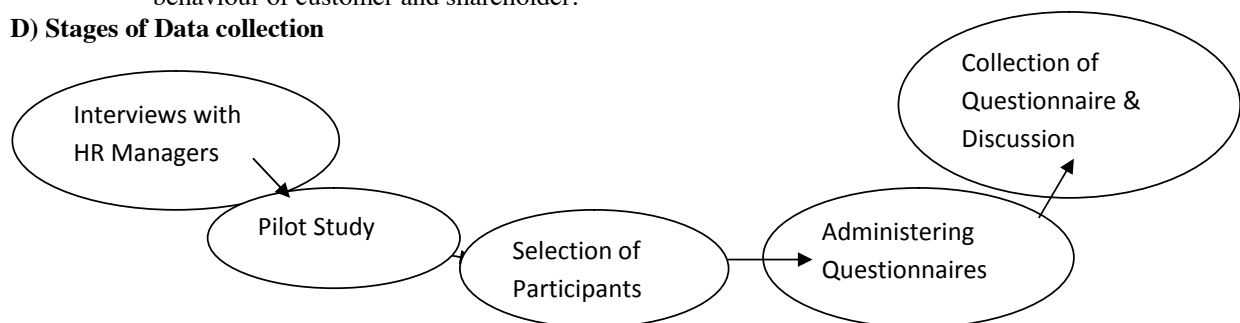 behaviour of customer and shareholder.
D) Stages of Data collection
Interviews with
HR Managers
Pilot Study
Selection of
Participants
Administering
Questionnaires
Collection of
Questionnaire &
Discussion